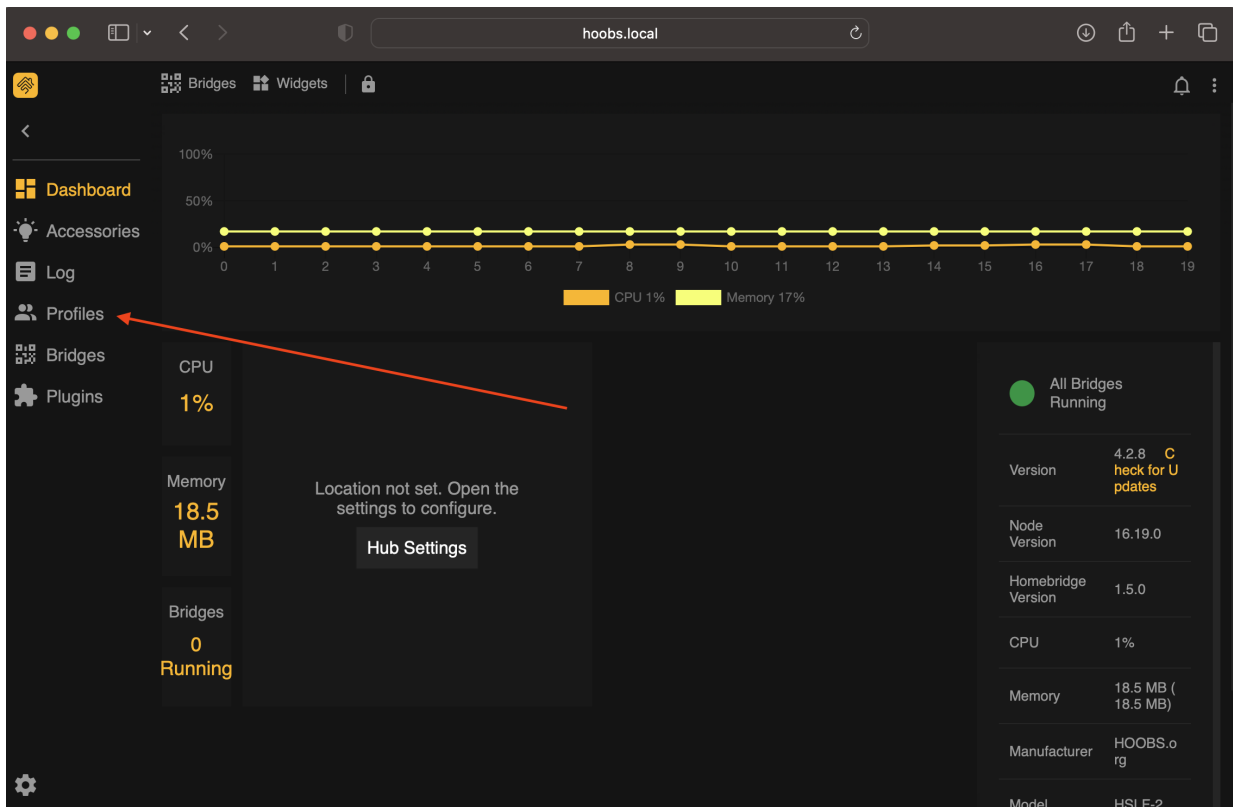 hoobs.local
Bridges Widgets
Dashboard
Accessories
Log
Profiles
Bridges
Plugins
100%
50%
0%
0 1 2 3 4 5 6 7 8 9 10 11 12 13 14 15 16 17 18 19
CPU 1% Memory 17%
CPU
1%
Memory
18.5
MB
Bridges
0
Running
Location not set. Open the
settings to configure.
Hub Settings
All Bridges
Running
Version
4.2.8 C
heck for U
pdates
Node
Version
16.19.0
Homebridge
Version
1.5.0
CPU
1%
Memory
18.5 MB (
18.5 MB)
Manufacturer
HOOBS.o
rg
Model
HSLF-2